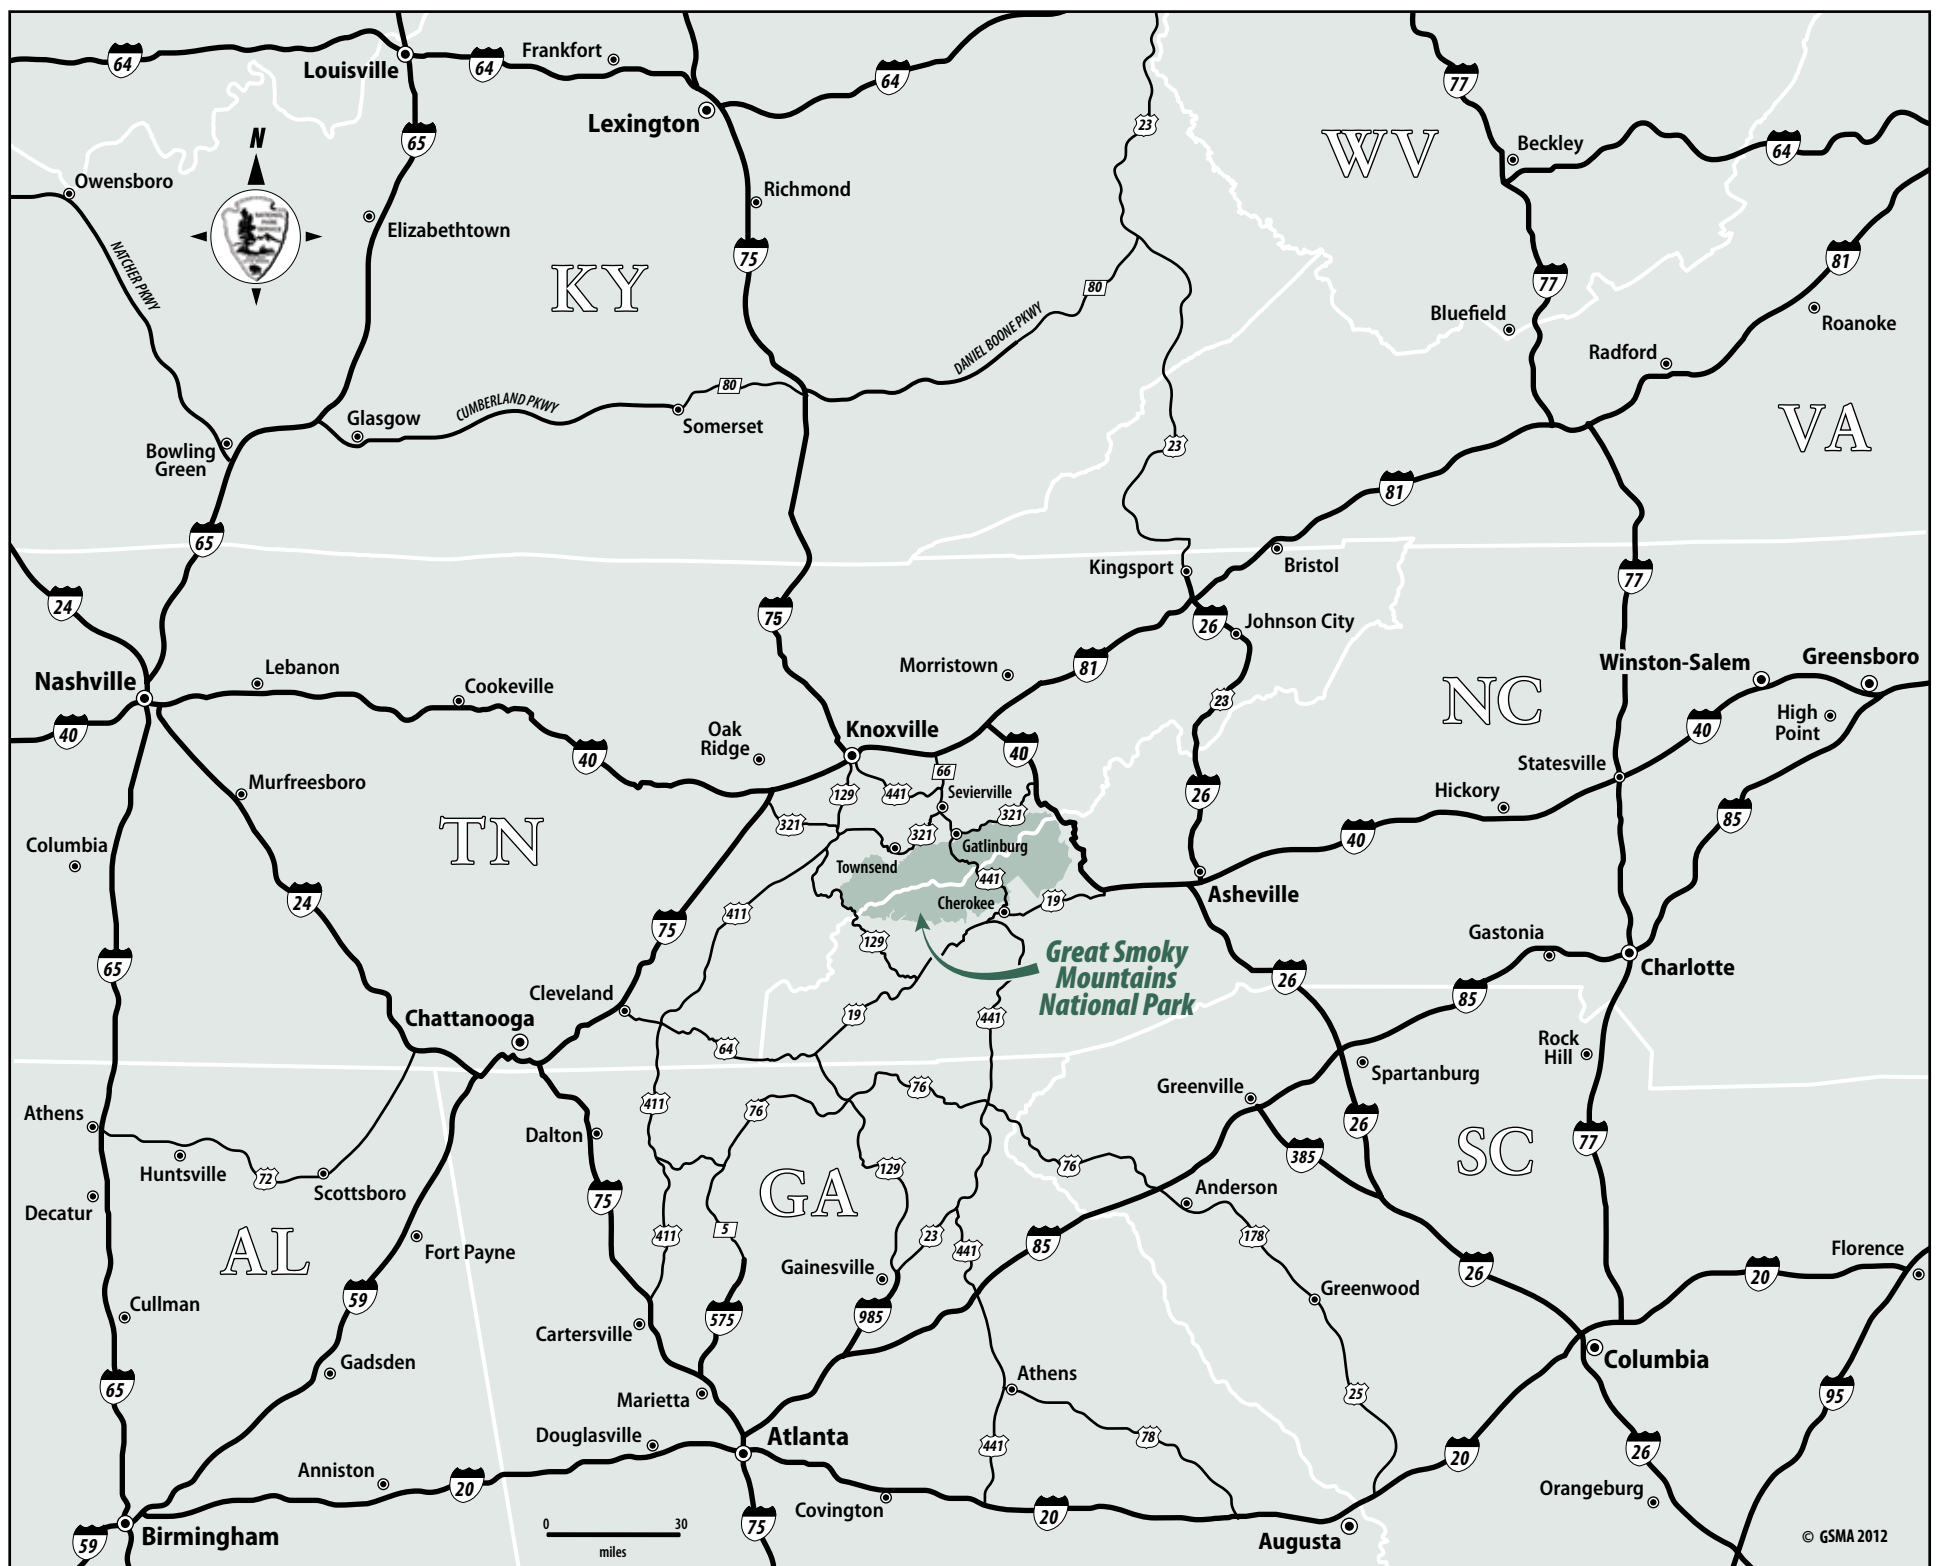 64
Louisville
64
Frankfort
64
77
Lexington
23
WV
Beckley
64
N
65
NATIONAL
PARK
SERVICE
Owensboro
Richmond
Elizabethtown
NATCHER PKWY
KY
75
80
77
81
Bluefield
Roanoke
DANIEL BOONE PKWY
Radford
80
CUMBERLAND PKWY
Glasgow
Somerset
Bowling
Green
23
VA
81
65
Kingsport
Bristol
77
24
75
26
Johnson City
Nashville
Lebanon
Cookeville
Morristown
81
Winston-Salem
Greensboro
23
NC
High
Point
40
40
Oak
Ridge
Knoxville
40
40
Statesville
66
Murfreesboro
129
441
Sevierville
26
Hickory
TN
321
321
321
85
40
Columbia
Townsend
Gatlinburg
24
441
Asheville
75
411
Cherokee
19
129
Gastonia
Charlotte
65
Great Smoky
Mountains
National Park
26
85
Cleveland
Chattanooga
19
441
64
Rock
Hill
Spartanburg
Greenville
Athens
411
76
76
26
Dalton
77
SC
385
Huntsville
72
Scottsboro
129
76
75
GA
Anderson
Decatur
AL
Fort Payne
411
5
23
441
85
178
Florence
Gainesville
26
20
59
Cullman
575
985
Greenwood
Cartersville
Columbia
Gadsden
65
Marietta
Athens
25
95
Douglasville
Atlanta
78
441
20
26
Anniston
20
Covington
20
Orangeburg
Birmingham
59
0 30
miles
75
Augusta
© GSMA 2012